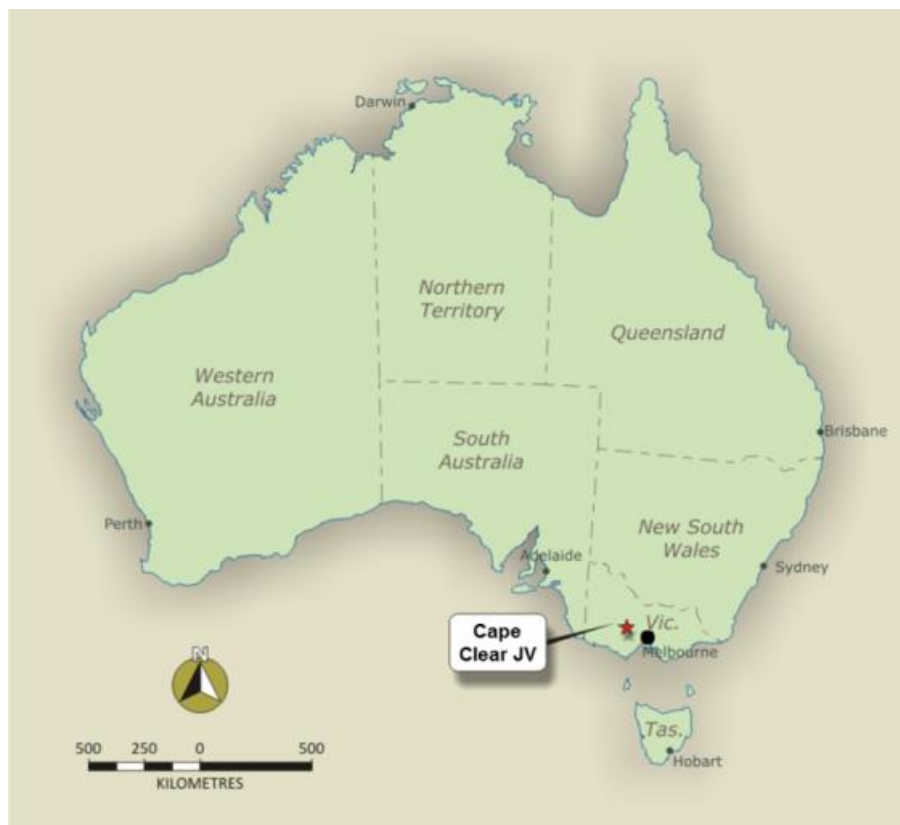 Darwin
Northern
Territory
Queensland
Western
Australia
South
Australia
Brisbane
Perth
New South
Wales
Adelaide
Sydney
Cape
Clear JV
Vic.
Melbourne
N
Tas.
Hobart
500 250 0 500
KILOMETRES